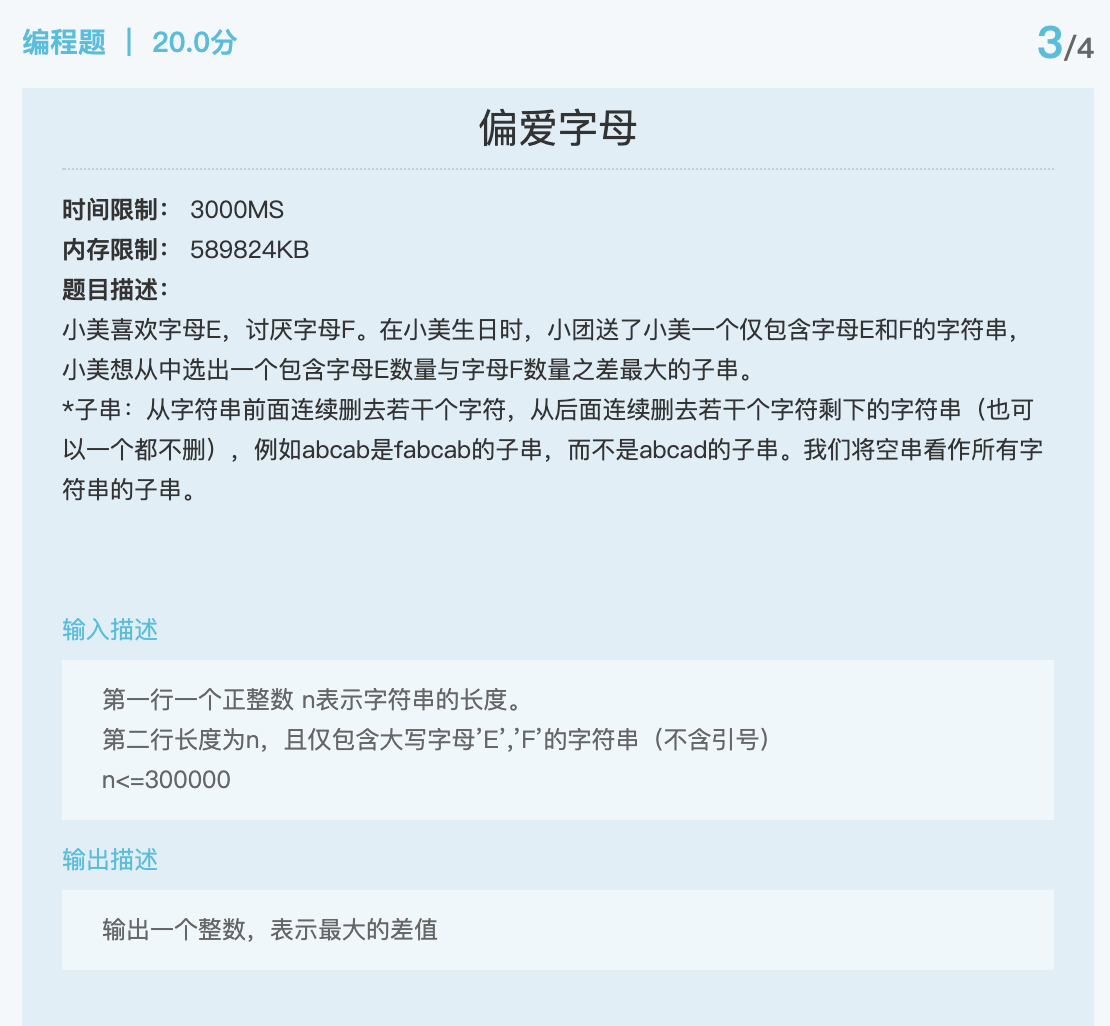 编程题 | 20.0分
3/4
偏爱字母
时间限制： 3000MS
内存限制： 589824KB
题目描述：
小美喜欢字母E，讨厌字母F。在小美生日时，小团送了小美一个仅包含字母E和F的字符串，
小美想从中选出一个包含字母E数量与字母F数量之差最大的子串。
*子串：从字符串前面连续删去若干个字符，从后面连续删去若干个字符剩下的字符串（也可
以一个都不删），例如abcab是fabcab的子串，而不是abcad的子串。我们将空串看作所有字
符串的子串。
输入描述
第一行一个正整数 n表示字符串的长度。
第二行长度为n，且仅包含大写字母’E’,’F’的字符串（不含引号）
n<=300000
输出描述
输出一个整数，表示最大的差值